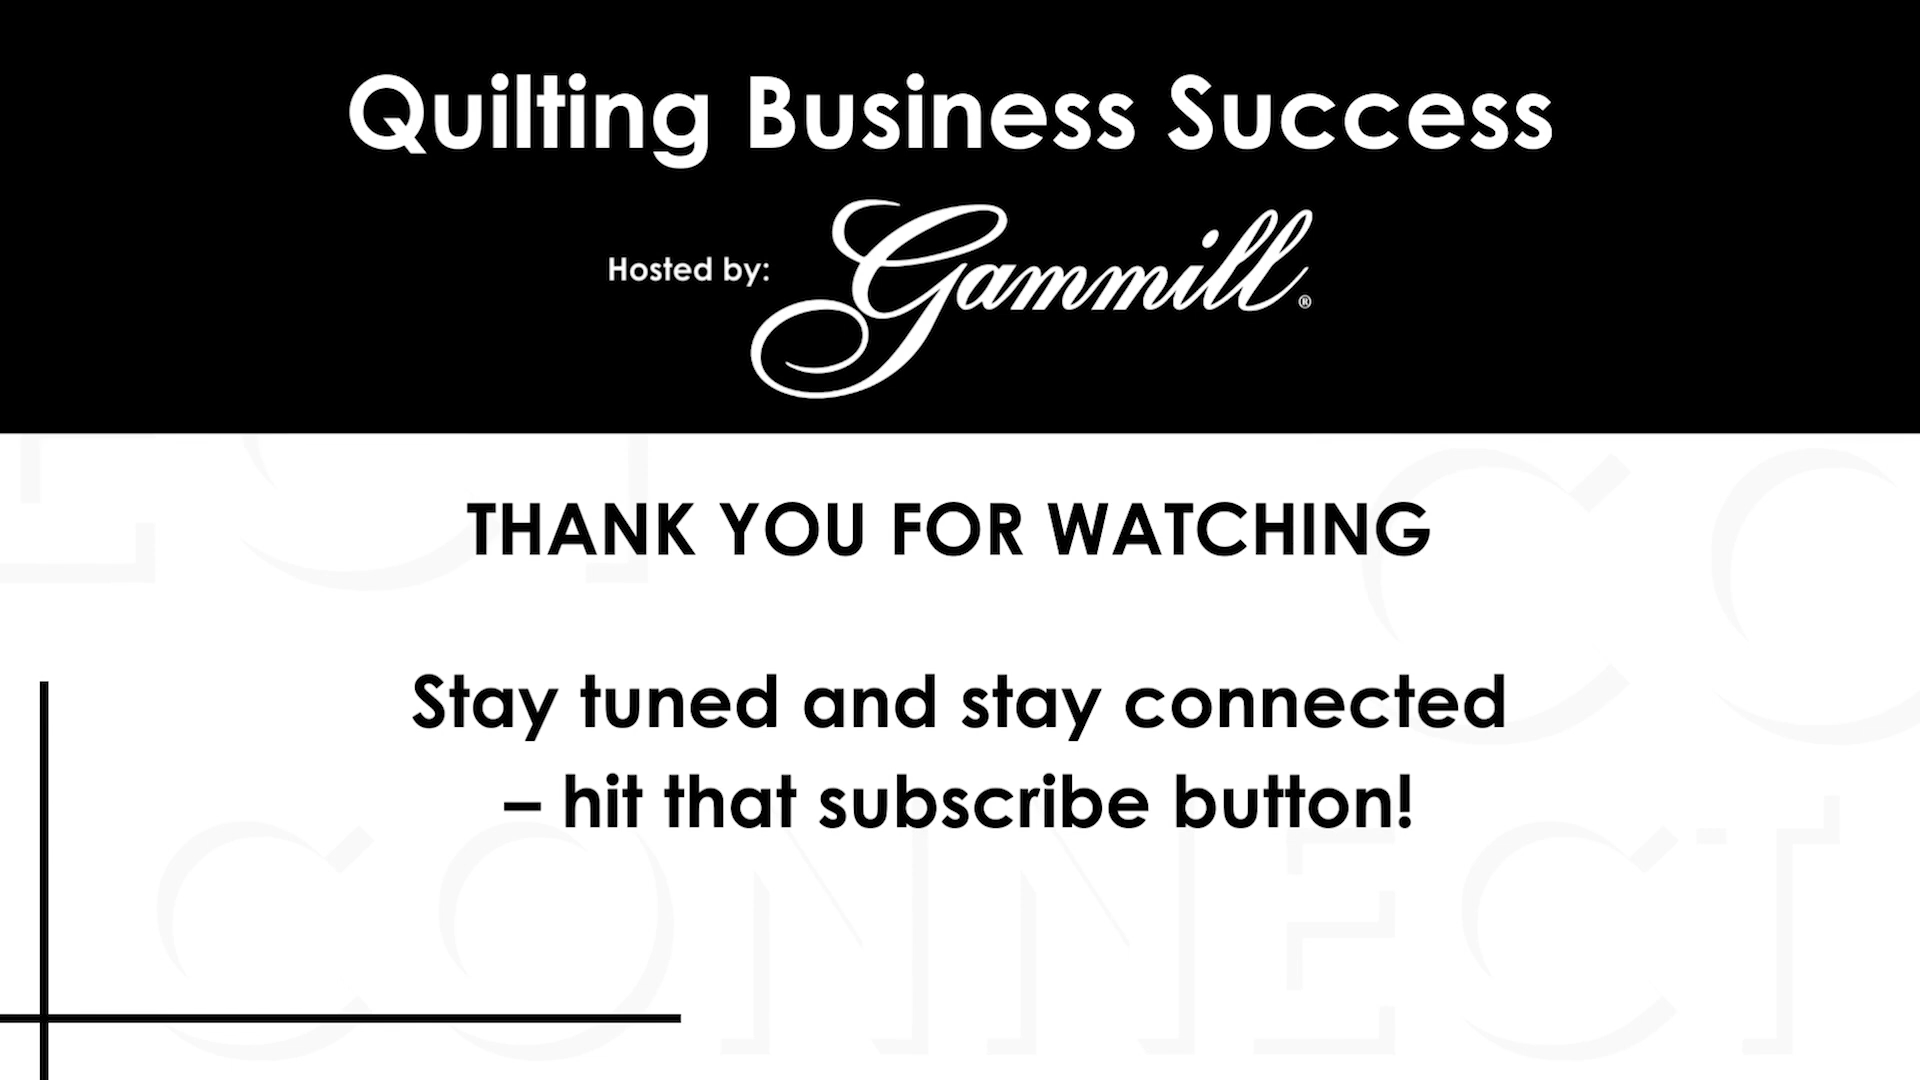 Quilting Business Success
Hosted by: Gammill®
THANK YOU FOR WATCHING
Stay tuned and stay connected
– hit that subscribe button!
CONNECT